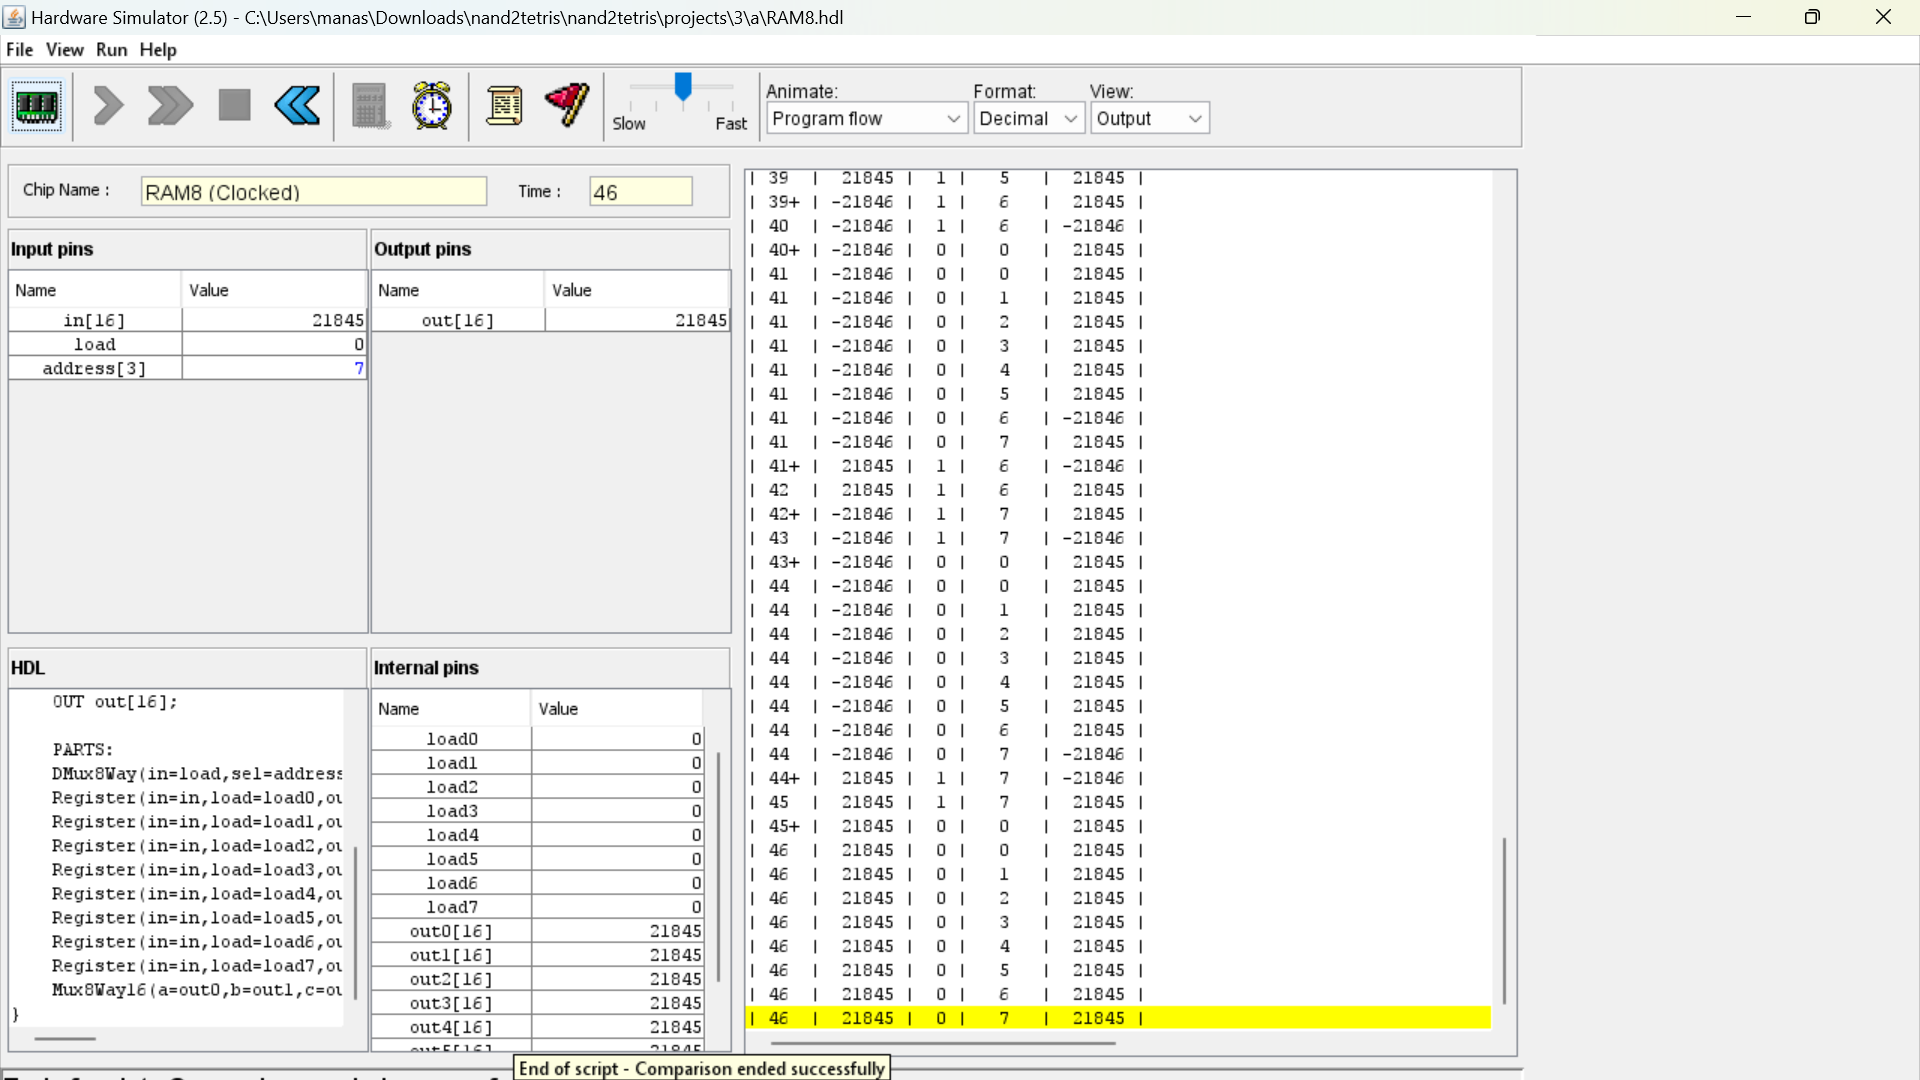 Hardware Simulator (2.5) - C:\Users\manas\Downloads\nand2tetris\nand2tetris\projects\3\a\RAM8.hdl
File View Run Help
Slow Fast
Animate: Format: View:
Program flow Decimal Output
Chip Name : RAM8 (Clocked) Time : 46
Input pins
Name Value
in[16] 21845
load 0
address[3] 7
Output pins
Name Value
out[16] 21845
HDL
OUT out[16];
PARTS:
DMux8Way(in=load,sel=address
Register(in=in,load=load0,ou
Register(in=in,load=load1,ou
Register(in=in,load=load2,ou
Register(in=in,load=load3,ou
Register(in=in,load=load4,ou
Register(in=in,load=load5,ou
Register(in=in,load=load6,ou
Register(in=in,load=load7,ou
Mux8Way16(a=out0,b=out1,c=ou
}
Internal pins
Name Value
load0 0
load1 0
load2 0
load3 0
load4 0
load5 0
load6 0
load7 0
out0[16] 21845
out1[16] 21845
out2[16] 21845
out3[16] 21845
out4[16] 21845
out5[16] 21845
| 39 | 21845 | 1 | 5 | 21845 |
| 39+ | -21846 | 1 | 6 | 21845 |
| 40 | -21846 | 1 | 6 | -21846 |
| 40+ | -21846 | 0 | 0 | 21845 |
| 41 | -21846 | 0 | 0 | 21845 |
| 41 | -21846 | 0 | 1 | 21845 |
| 41 | -21846 | 0 | 2 | 21845 |
| 41 | -21846 | 0 | 3 | 21845 |
| 41 | -21846 | 0 | 4 | 21845 |
| 41 | -21846 | 0 | 5 | 21845 |
| 41 | -21846 | 0 | 6 | -21846 |
| 41 | -21846 | 0 | 7 | 21845 |
| 41+ | 21845 | 1 | 6 | -21846 |
| 42 | 21845 | 1 | 6 | 21845 |
| 42+ | -21846 | 1 | 7 | 21845 |
| 43 | -21846 | 1 | 7 | -21846 |
| 43+ | -21846 | 0 | 0 | 21845 |
| 44 | -21846 | 0 | 0 | 21845 |
| 44 | -21846 | 0 | 1 | 21845 |
| 44 | -21846 | 0 | 2 | 21845 |
| 44 | -21846 | 0 | 3 | 21845 |
| 44 | -21846 | 0 | 4 | 21845 |
| 44 | -21846 | 0 | 5 | 21845 |
| 44 | -21846 | 0 | 6 | 21845 |
| 44 | -21846 | 0 | 7 | -21846 |
| 44+ | 21845 | 1 | 7 | -21846 |
| 45 | 21845 | 1 | 7 | 21845 |
| 45+ | 21845 | 0 | 0 | 21845 |
| 46 | 21845 | 0 | 0 | 21845 |
| 46 | 21845 | 0 | 1 | 21845 |
| 46 | 21845 | 0 | 2 | 21845 |
| 46 | 21845 | 0 | 3 | 21845 |
| 46 | 21845 | 0 | 4 | 21845 |
| 46 | 21845 | 0 | 5 | 21845 |
| 46 | 21845 | 0 | 6 | 21845 |
| 46 | 21845 | 0 | 7 | 21845 |
End of script - Comparison ended successfully